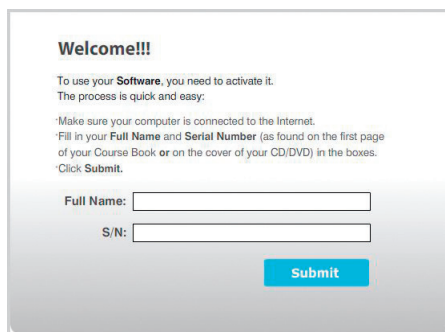 Welcome!!!
To use your Software, you need to activate it.
The process is quick and easy:
·Make sure your computer is connected to the Internet.
·Fill in your Full Name and Serial Number (as found on the first page
of your Course Book or on the cover of your CD/DVD) in the boxes.
·Click Submit.
Full Name:
S/N:
Submit